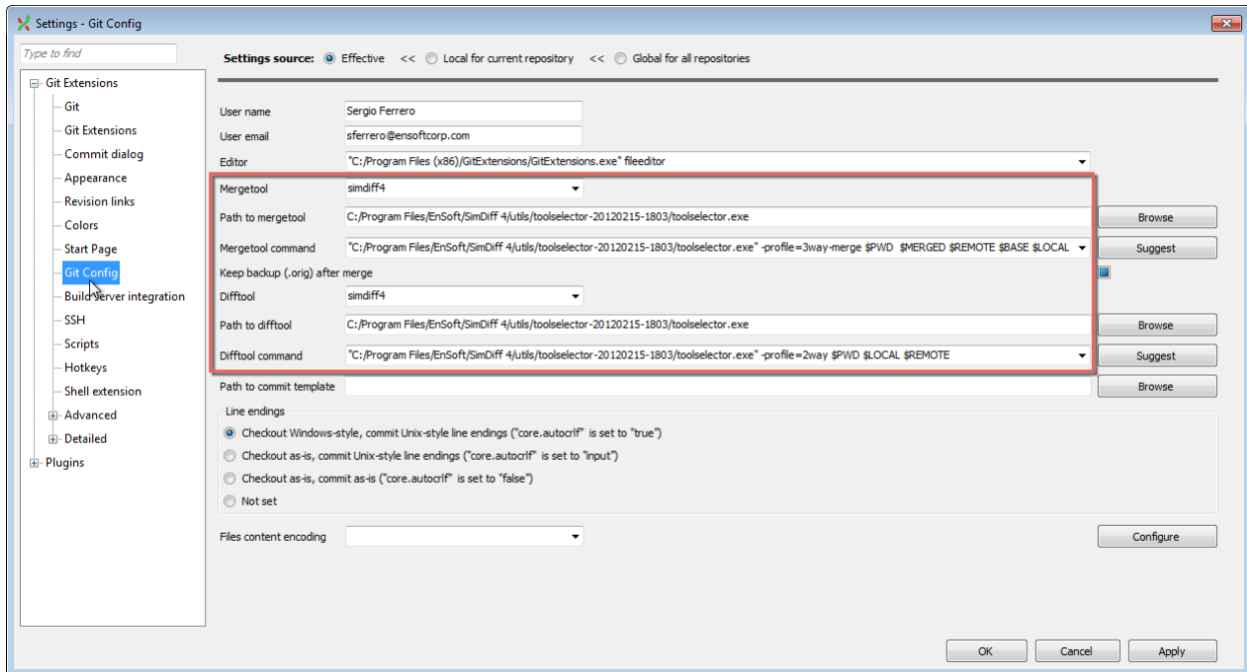 Settings - Git Config
Type to find
Settings source: Effective << Local for current repository << Global for all repositories
Git Extensions
Git
Git Extensions
Commit dialog
Appearance
Revision links
Colors
Start Page
Git Config
Build Server integration
SSH
Scripts
Hotkeys
Shell extension
Advanced
Detailed
Plugins
User name Sergio Ferrero
User email sferrero@ensoftcorp.com
Editor "C:/Program Files (x86)/GitExtensions/GitExtensions.exe" fileeditor
Mergetool simdiff4
Path to mergetool C:/Program Files/EnSoft/SimDiff 4/utils/toolselector-20120215-1803/toolselector.exe Browse
Mergetool command "C:/Program Files/EnSoft/SimDiff 4/utils/toolselector-20120215-1803/toolselector.exe" -profile=3way-merge $PWD $MERGED $REMOTE $BASE $LOCAL Suggest
Keep backup (.orig) after merge
Difftool simdiff4
Path to difftool C:/Program Files/EnSoft/SimDiff 4/utils/toolselector-20120215-1803/toolselector.exe Browse
Difftool command "C:/Program Files/EnSoft/SimDiff 4/utils/toolselector-20120215-1803/toolselector.exe" -profile=2way $PWD $LOCAL $REMOTE Suggest
Path to commit template Browse
Line endings
Checkout Windows-style, commit Unix-style line endings ("core.autocrlf" is set to "true")
Checkout as-is, commit Unix-style line endings ("core.autocrlf" is set to "input")
Checkout as-is, commit as-is ("core.autocrlf" is set to "false")
Not set
Files content encoding Configure
OK Cancel Apply